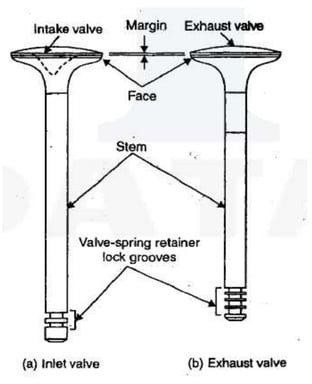 Intake valve
Margin
Exhaust valve
Face
Stem
Valve-spring retainer
lock grooves
(a) Inlet valve
(b) Exhaust valve